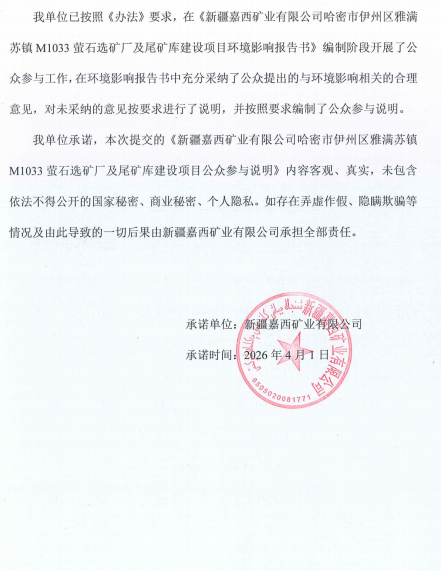 我单位已按照《办法》要求，在《新疆嘉西矿业有限公司哈密市伊州区雅满
苏镇 M1033 萤石选矿厂及尾矿库建设项目环境影响报告书》编制阶段开展了公
众参与工作，在环境影响报告书中充分采纳了公众提出的与环境影响相关的合理
意见，对未采纳的意见按要求进行了说明，并按照要求编制了公众参与说明。
我单位承诺，本次提交的《新疆嘉西矿业有限公司哈密市伊州区雅满苏镇
M1033 萤石选矿厂及尾矿库建设项目公众参与说明》内容客观、真实，未包含
依法不得公开的国家秘密、商业秘密、个人隐私。如存在弄虚作假、隐瞒欺骗等
情况及由此导致的一切后果由新疆嘉西矿业有限公司承担全部责任。
承诺单位：新疆嘉西矿业有限公司
承诺时间：2026 年 4 月 1 日
新疆嘉西矿业有限公司
6505020081771